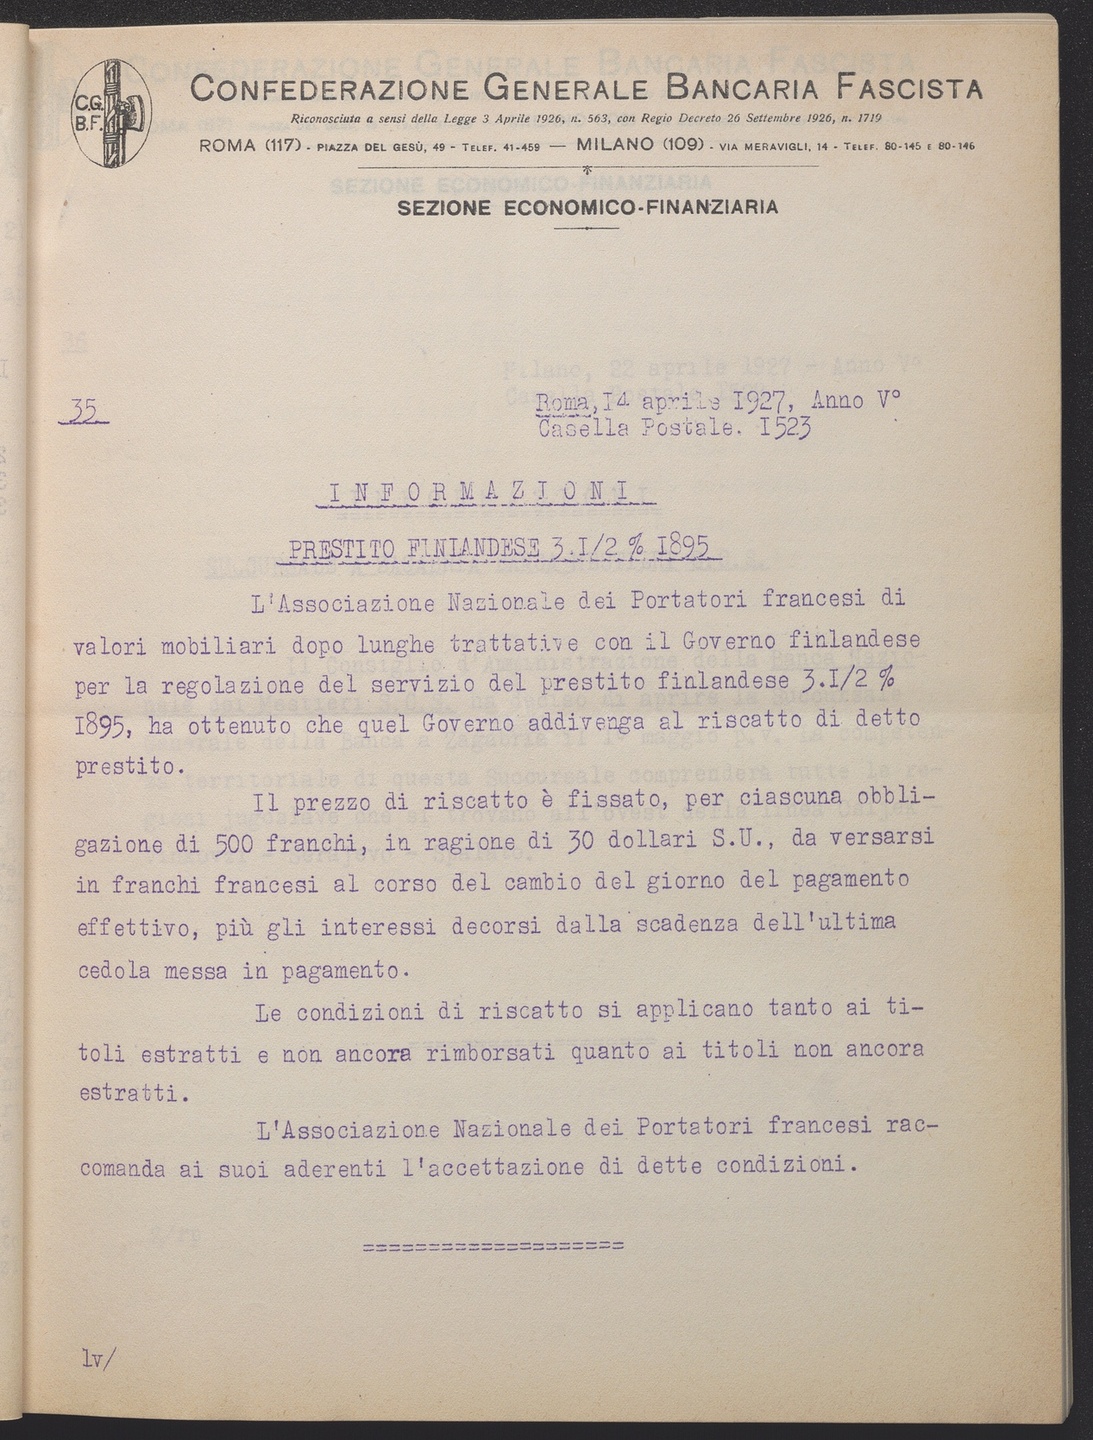 C.G.
B.F.
CONFEDERAZIONE GENERALE BANCARIA FASCISTA
Riconosciuta a sensi della Legge 3 Aprile 1926, n. 563, con Regio Decreto 26 Settembre 1926, n. 1719
ROMA (117) - PIAZZA DEL GESÙ, 49 - TELEF. 41-459 — MILANO (109) - VIA MERAVIGLI, 14 - TELEF. 80-145 E 80-146
SEZIONE ECONOMICO-FINANZIARIA
35
Roma, I4 aprile I927, Anno V°
Casella Postale. I523
I N F O R M A Z I O N I
PRESTITO FINLANDESE 3.I/2 % I895
L'Associazione Nazionale dei Portatori francesi di
valori mobiliari dopo lunghe trattative con il Governo finlandese
per la regolazione del servizio del prestito finlandese 3.I/2 %
I895, ha ottenuto che quel Governo addivenga al riscatto di detto
prestito.
Il prezzo di riscatto è fissato, per ciascuna obbli-
gazione di 500 franchi, in ragione di 30 dollari S.U., da versarsi
in franchi francesi al corso del cambio del giorno del pagamento
effettivo, più gli interessi decorsi dalla scadenza dell'ultima
cedola messa in pagamento.
Le condizioni di riscatto si applicano tanto ai ti-
toli estratti e non ancora rimborsati quanto ai titoli non ancora
estratti.
L'Associazione Nazionale dei Portatori francesi rac-
comanda ai suoi aderenti l'accettazione di dette condizioni.
====================
lv/